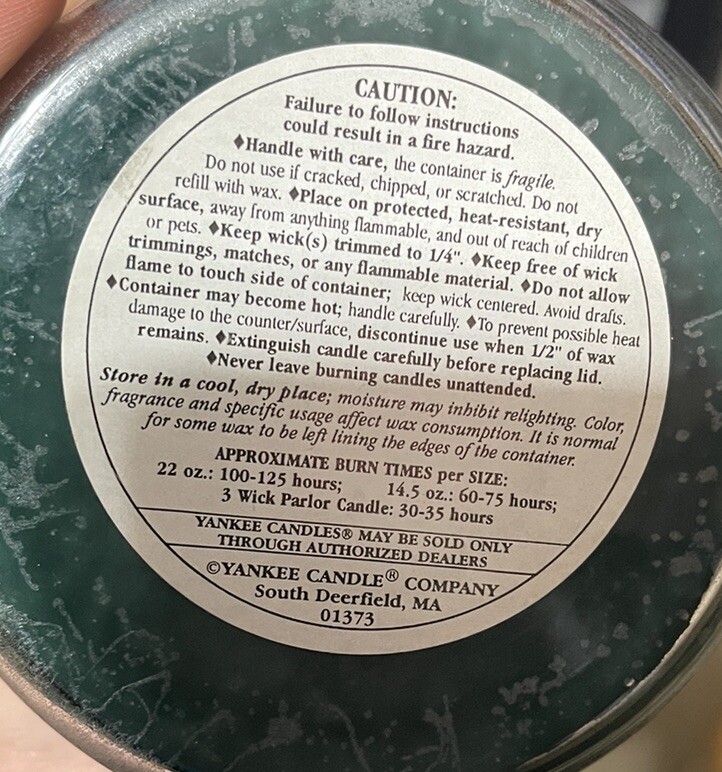 CAUTION:
Failure to follow instructions
could result in a fire hazard.
♦Handle with care, the container is fragile.
Do not use if cracked, chipped, or scratched. Do not
refill with wax. ♦Place on protected, heat-resistant, dry
surface, away from anything flammable, and out of reach of children
or pets. ♦Keep wick(s) trimmed to 1/4". ♦Keep free of wick
trimmings, matches, or any flammable material. ♦Do not allow
flame to touch side of container; keep wick centered. Avoid drafts.
♦Container may become hot; handle carefully. ♦To prevent possible heat
damage to the counter/surface, discontinue use when 1/2" of wax
remains. ♦Extinguish candle carefully before replacing lid.
♦Never leave burning candles unattended.
Store in a cool, dry place; moisture may inhibit relighting. Color,
fragrance and specific usage affect wax consumption. It is normal
for some wax to be left lining the edges of the container.
APPROXIMATE BURN TIMES per SIZE:
22 oz.: 100-125 hours; 14.5 oz.: 60-75 hours;
3 Wick Parlor Candle: 30-35 hours
YANKEE CANDLES® MAY BE SOLD ONLY
THROUGH AUTHORIZED DEALERS
©YANKEE CANDLE® COMPANY
South Deerfield, MA
01373